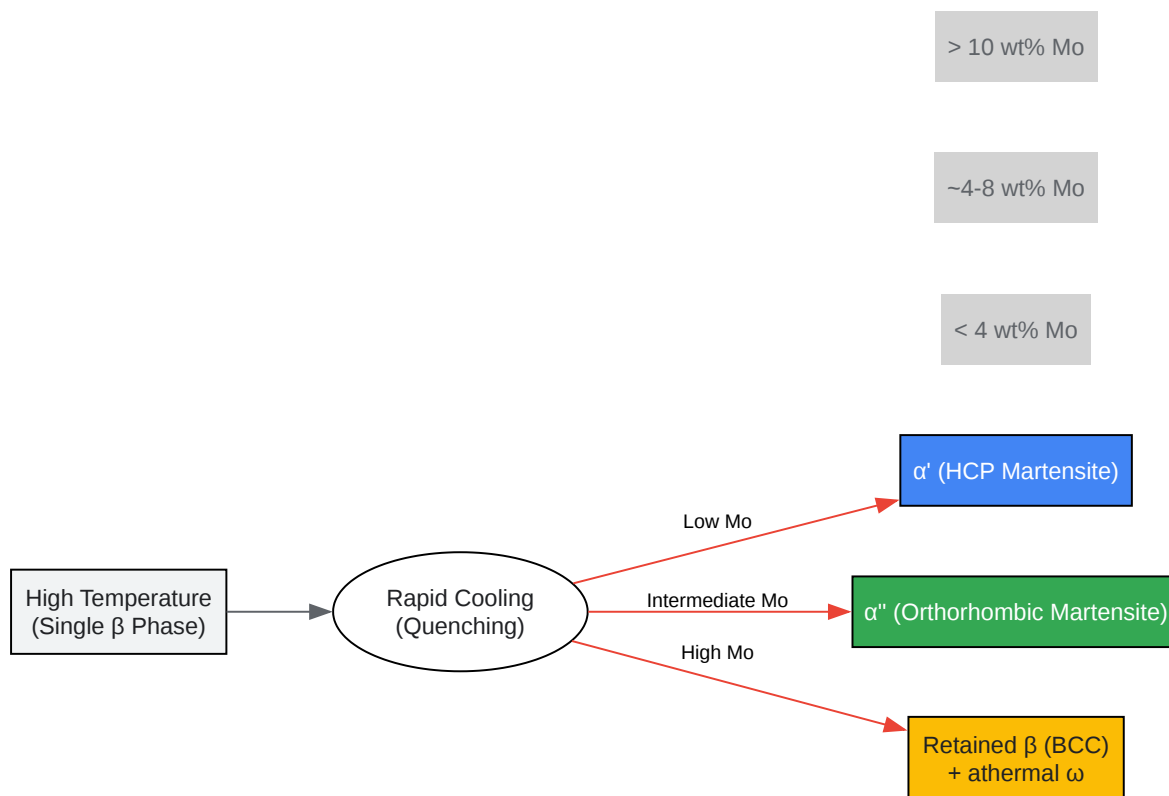 > 10 wt% Mo
~4-8 wt% Mo
< 4 wt% Mo
α' (HCP Martensite)
Low Mo
High Temperature
(Single β Phase)
Rapid Cooling
(Quenching)
Intermediate Mo
α" (Orthorhombic Martensite)
High Mo
Retained β (BCC)
+ athermal ω